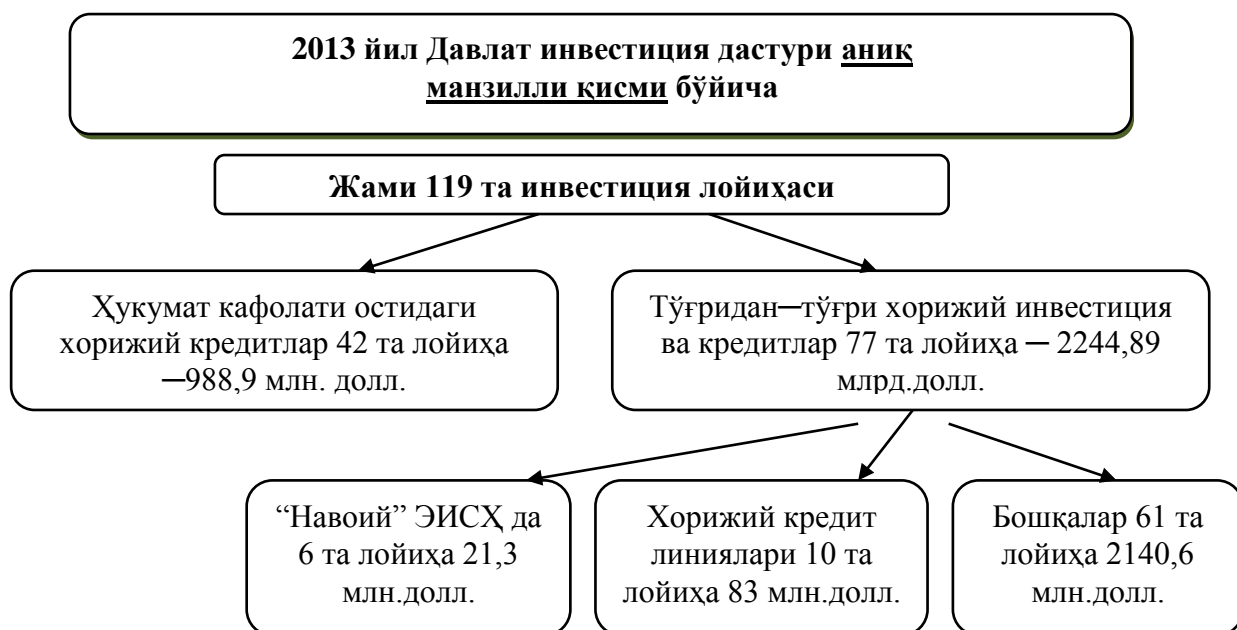 2013 йил Давлат инвестиция дастури аниқ
манзилли қисми бўйича
Жами 119 та инвестиция лойиҳаси
Ҳукумат кафолати остидаги
хорижий кредитлар 42 та лойиҳа
─988,9 млн. долл.
Тўғридан─тўғри хорижий инвестиция
ва кредитлар 77 та лойиҳа ─ 2244,89
млрд.долл.
“Навоий” ЭИСҲ да
6 та лойиҳа 21,3
млн.долл.
Хорижий кредит
линиялари 10 та
лойиҳа 83 млн.долл.
Бошқалар 61 та
лойиҳа 2140,6
млн.долл.